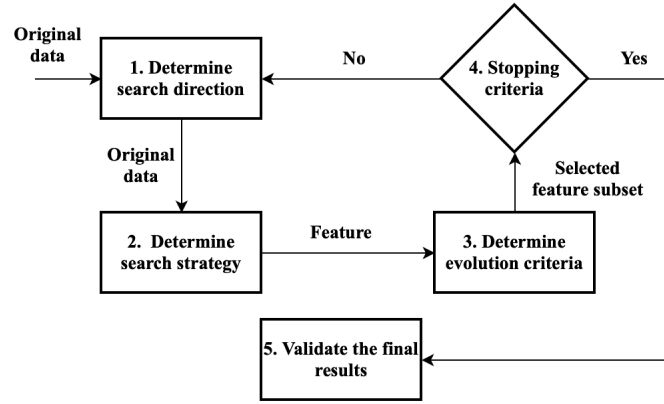 Original
data
1. Determine
search direction
No
4. Stopping
criteria
Yes
Original
data
Selected
feature subset
2. Determine
search strategy
Feature
3. Determine
evolution criteria
5. Validate the final
results